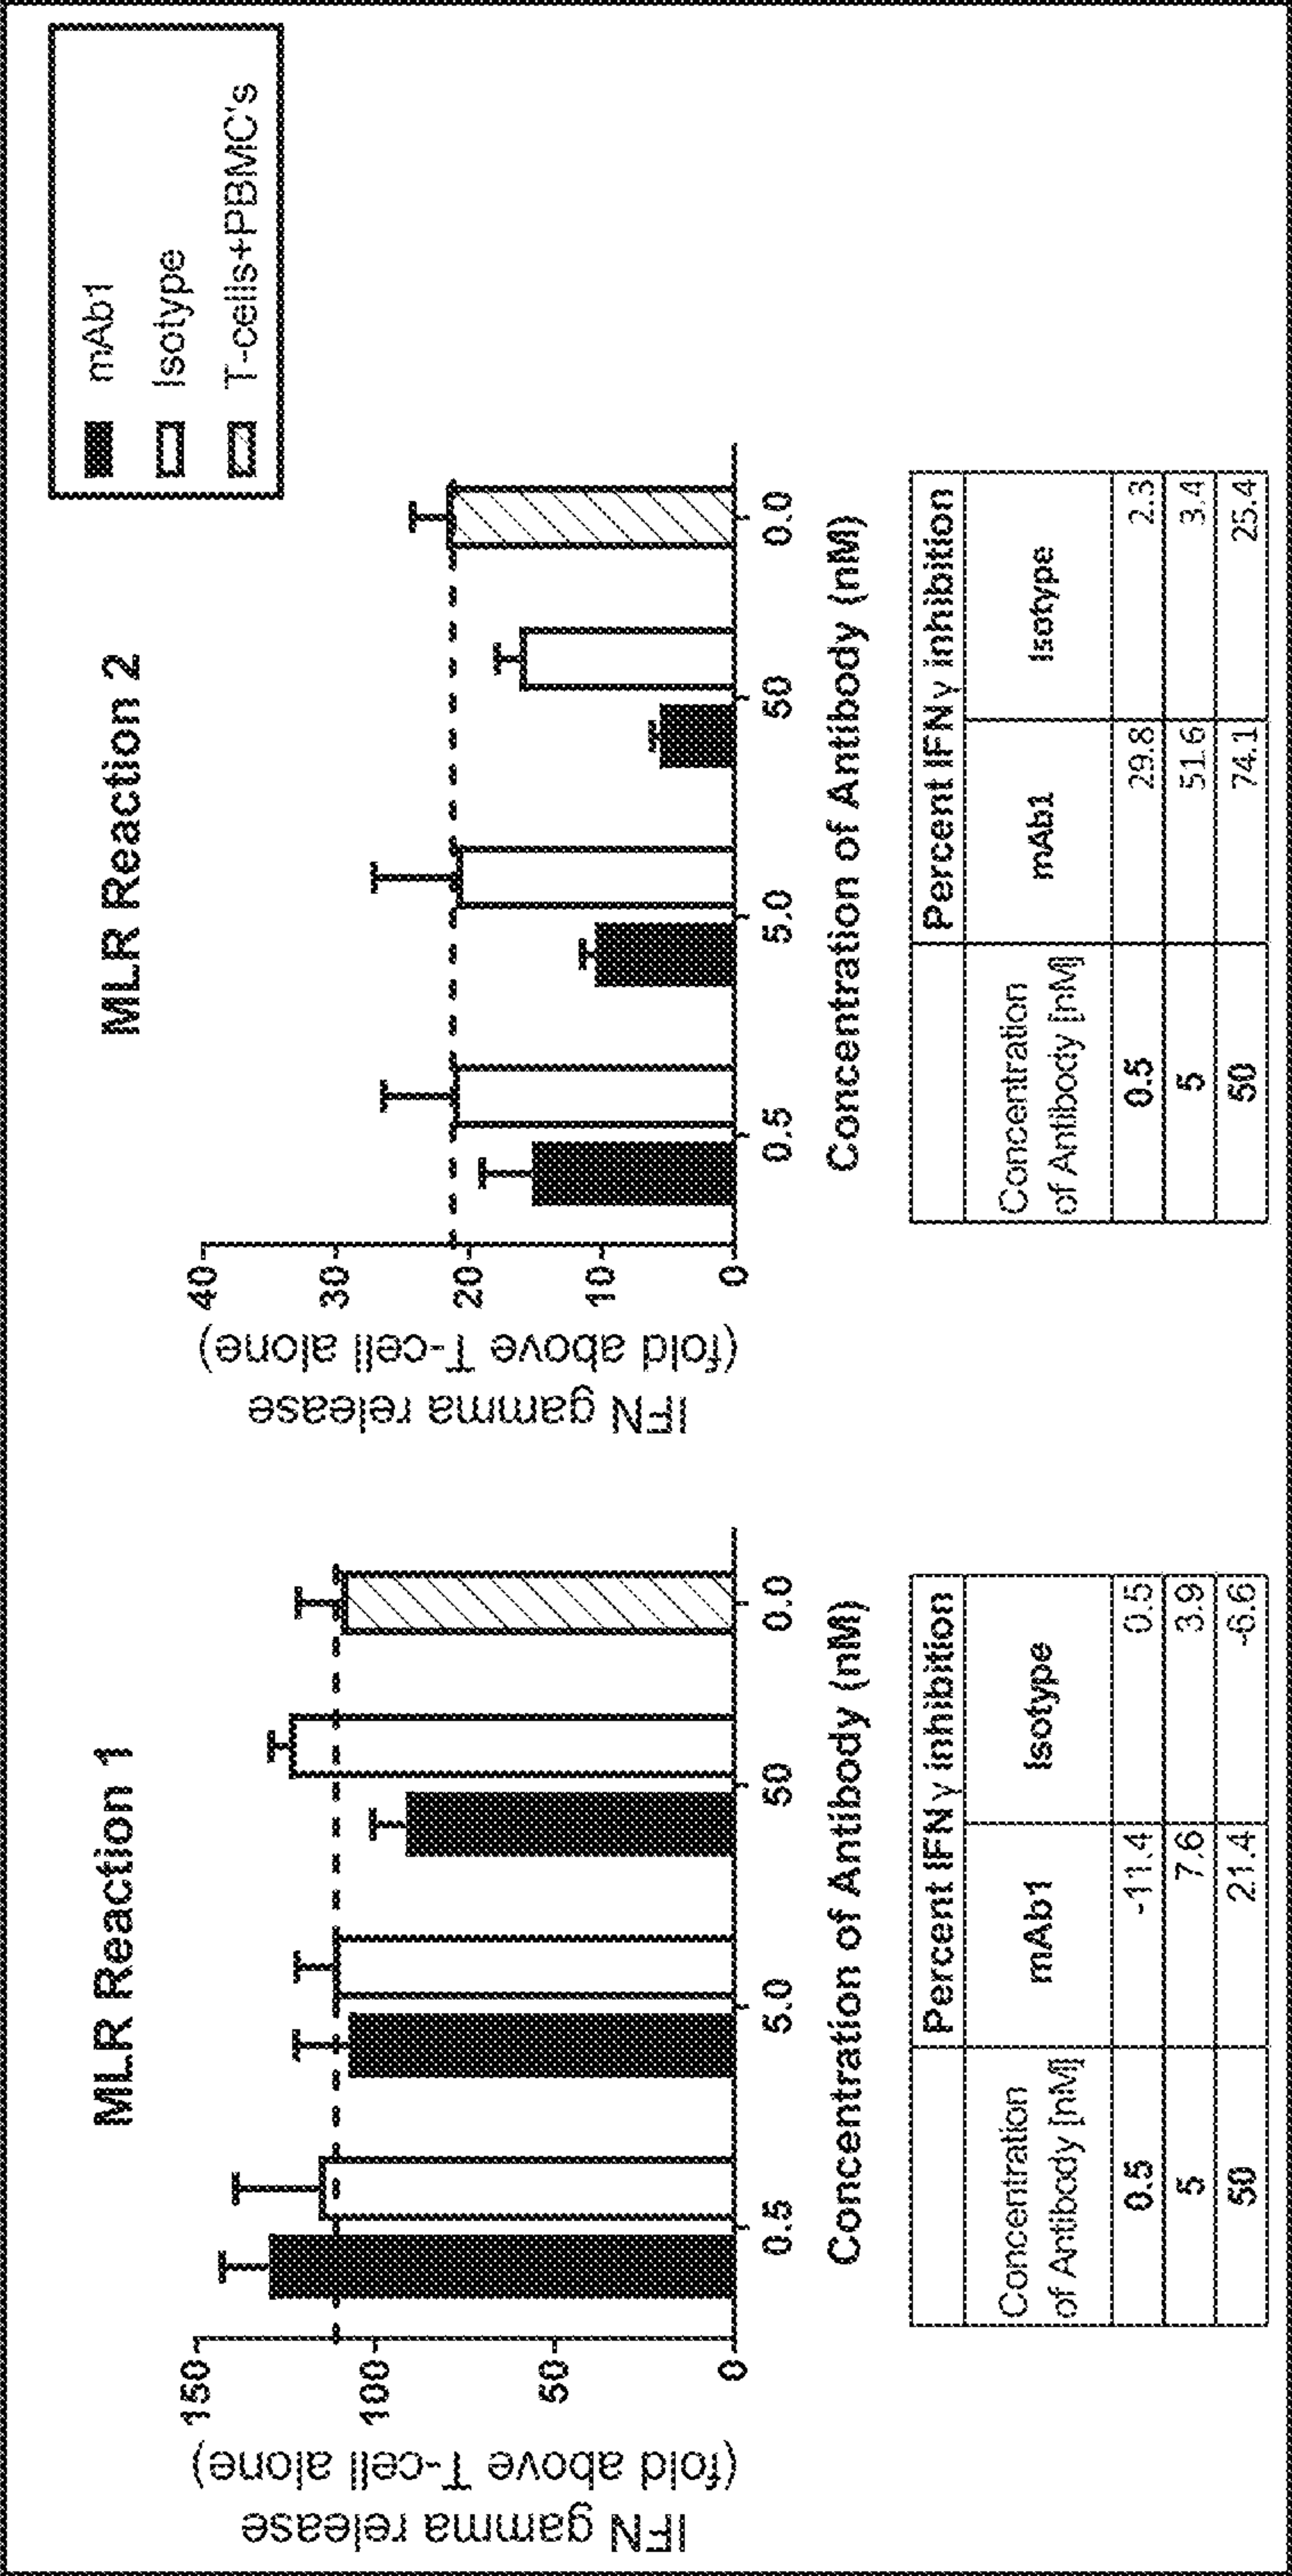 MLR Reaction 1
IFN gamma release
(fold above T-cell alone)
150
100
50
0
0.5
5.0
50
0.0
Concentration of Antibody (nM)
Percent IFNγ inhibition
Concentration
of Antibody [nM]
mAb1
Isotype
0.5 -11.4 0.5
5 7.6 3.9
50 21.4 -6.6
MLR Reaction 2
IFN gamma release
(fold above T-cell alone)
40
30
20
10
0
0.5
5.0
50
0.0
Concentration of Antibody (nM)
Percent IFNγ inhibition
Concentration
of Antibody [nM]
mAb1
Isotype
0.5 29.8 2.3
5 51.6 3.4
50 74.1 25.4
mAb1
Isotype
T-cells+PBMC's